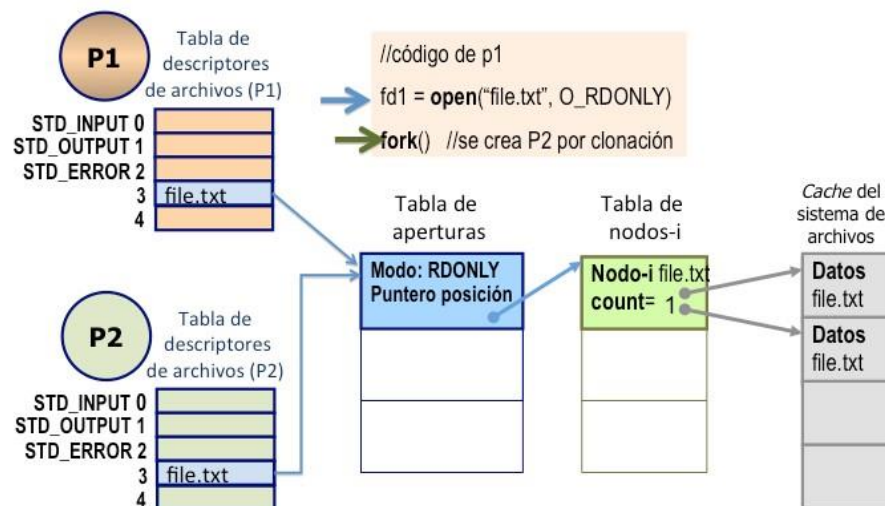 P1
Tabla de
descriptores
de archivos (P1)
STD_INPUT 0
STD_OUTPUT 1
STD_ERROR 2
3 file.txt
4
//código de p1
fd1 = open(“file.txt”, O_RDONLY)
fork() //se crea P2 por clonación
Tabla de
aperturas
Modo: RDONLY
Puntero posición
Tabla de
nodos-i
Nodo-i file.txt
count= 1
Cache del
sistema de
archivos
Datos
file.txt
Datos
file.txt
P2
Tabla de
descriptores
de archivos (P2)
STD_INPUT 0
STD_OUTPUT 1
STD_ERROR 2
3 file.txt
4